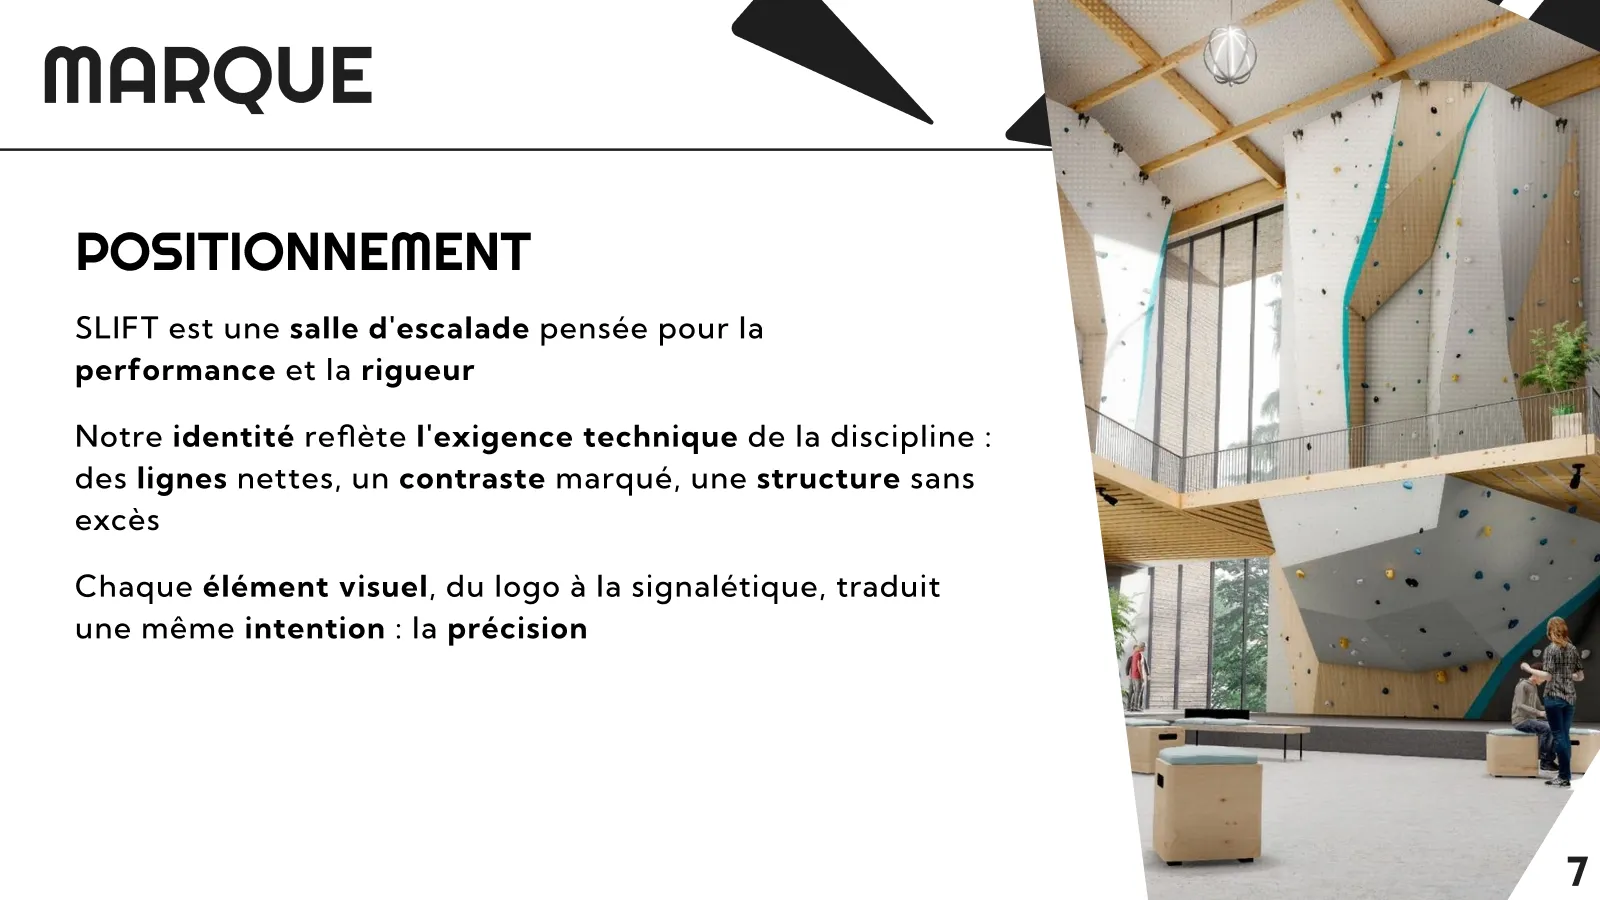 MARQUE
POSITIONNEMENT
SLIFT est une salle d'escalade pensée pour la
performance et la rigueur
Notre identité reflète l'exigence technique de la discipline :
des lignes nettes, un contraste marqué, une structure sans
excès
Chaque élément visuel, du logo à la signalétique, traduit
une même intention : la précision
7